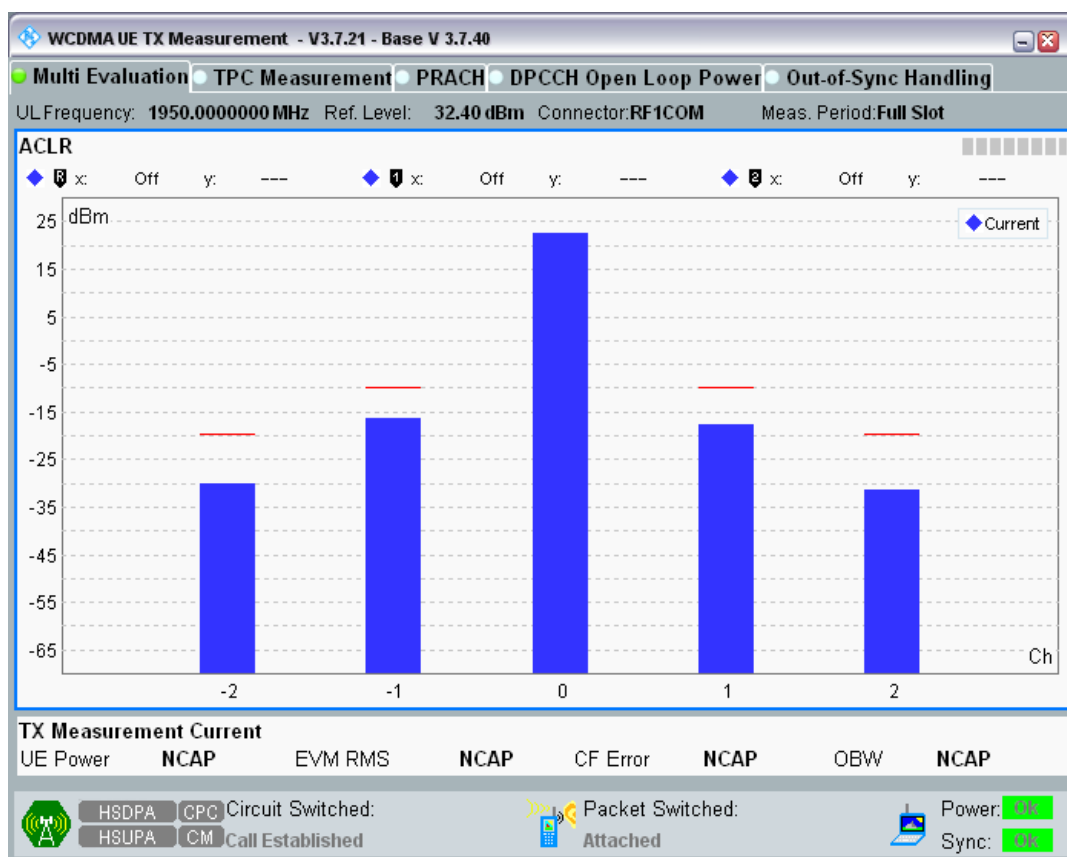 WCDMA UE TX Measurement - V3.7.21 - Base V 3.7.40
Multi Evaluation TPC Measurement PRACH DPCCH Open Loop Power Out-of-Sync Handling
UL Frequency: 1950.0000000 MHz Ref. Level: 32.40 dBm Connector: RF1COM Meas. Period: Full Slot
ACLR
R x: Off y: --- 1 x: Off y: --- 2 x: Off y: ---
dBm
Current
25
15
5
-5
-15
-25
-35
-45
-55
-65
Ch
-2 -1 0 1 2
TX Measurement Current
UE Power NCAP EVM RMS NCAP CF Error NCAP OBW NCAP
HSDPA CPC Circuit Switched: Packet Switched: Power: Ok
HSUPA CM Call Established Attached Sync: Ok